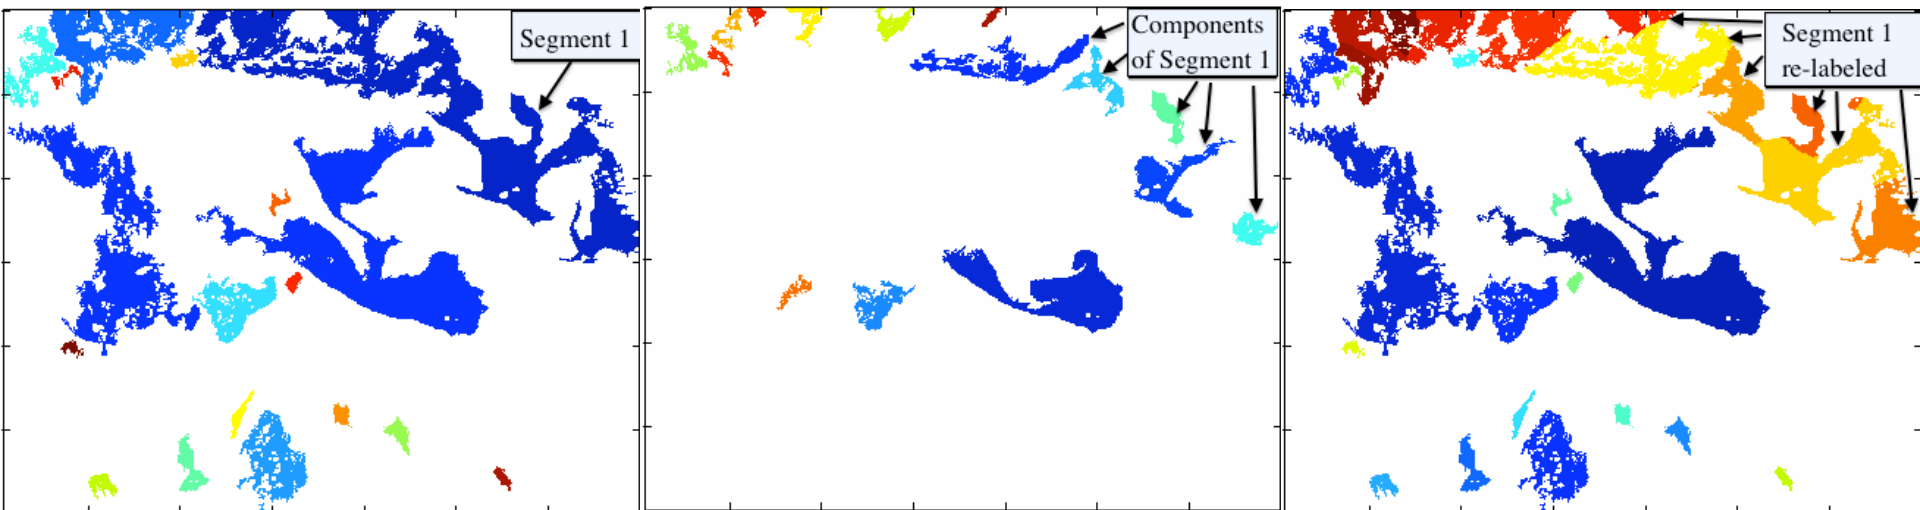 Segment 1
Components
of Segment 1
Segment 1
re-labeled